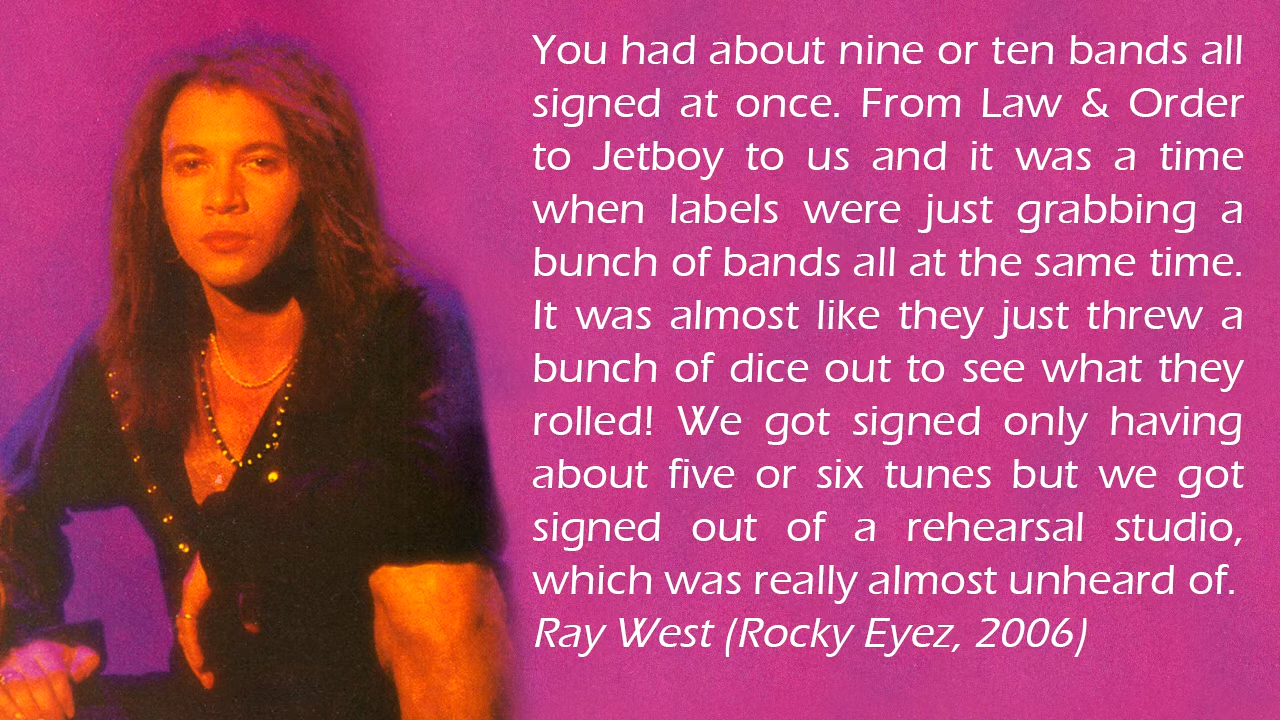 You had about nine or ten bands all
signed at once. From Law & Order
to Jetboy to us and it was a time
when labels were just grabbing a
bunch of bands all at the same time.
It was almost like they just threw a
bunch of dice out to see what they
rolled! We got signed only having
about five or six tunes but we got
signed out of a rehearsal studio,
which was really almost unheard of.
Ray West (Rocky Eyez, 2006)